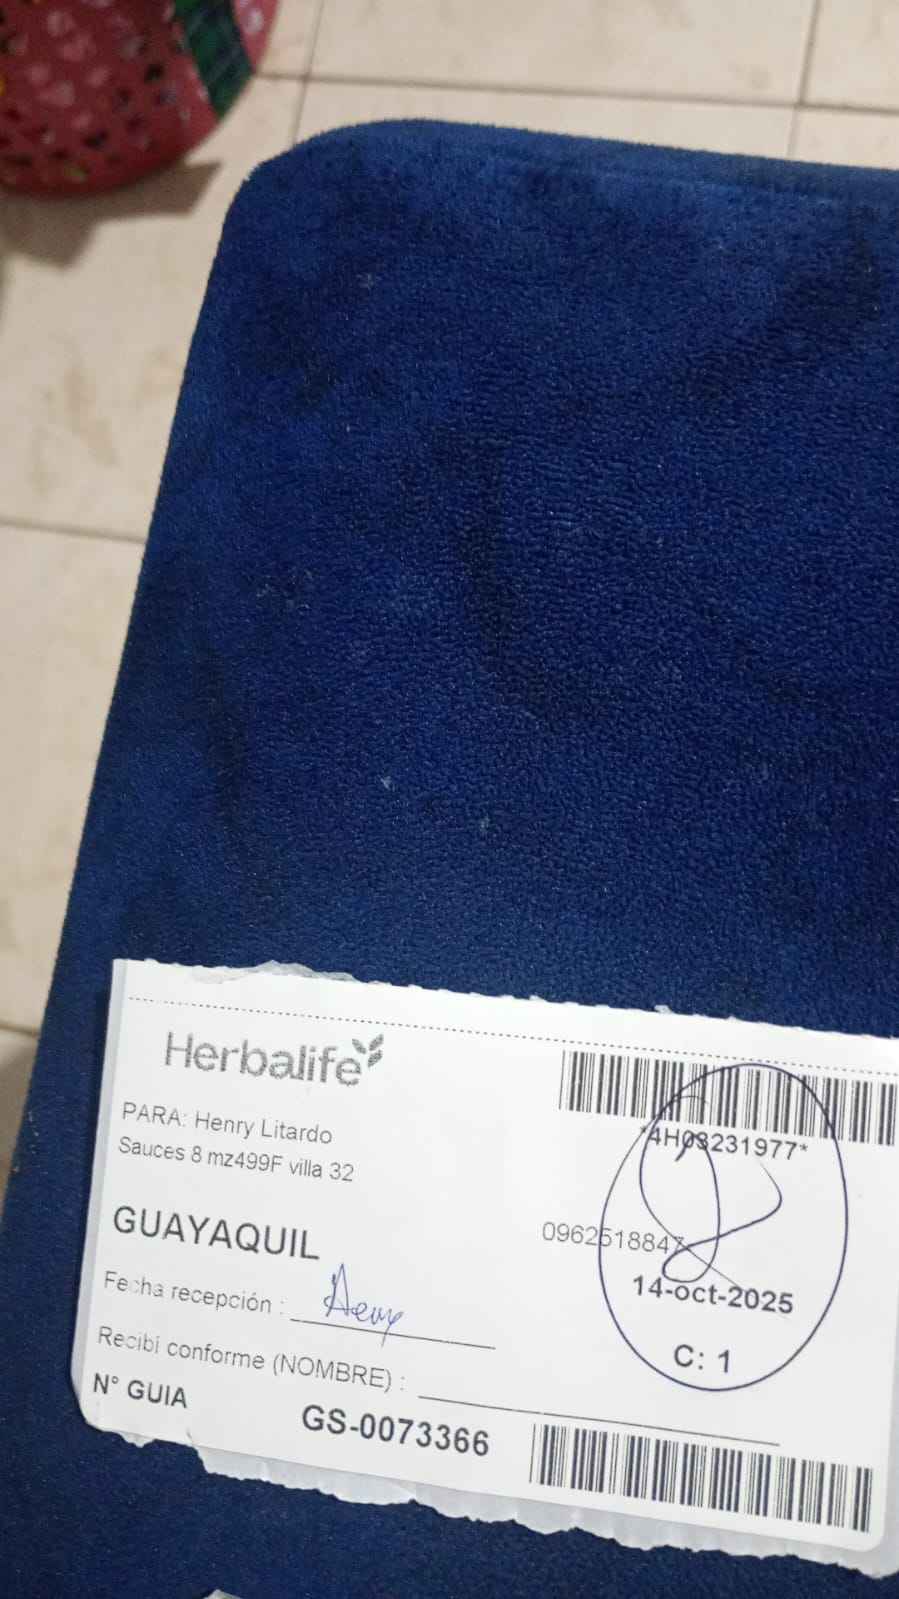 Herbalife
PARA: Henry Litardo
Sauces 8 mz499F villa 32
*4H03231977*
GUAYAQUIL
0962518847
14-oct-2025
Fecha recepción :
C: 1
Recibí conforme (NOMBRE) :
N° GUIA
GS-0073366